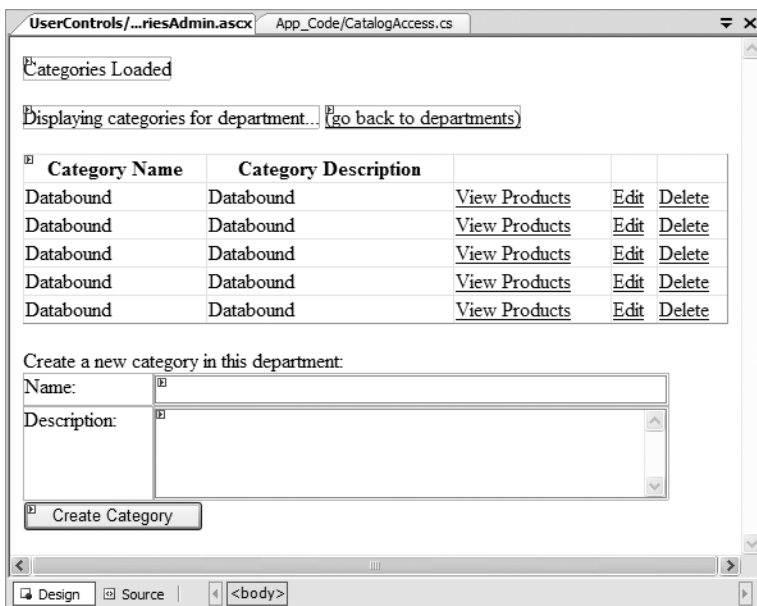 UserControls/...riesAdmin.ascx App_Code/CatalogAccess.cs
Categories Loaded
Displaying categories for department... (go back to departments)
Category Name Category Description
Databound Databound View Products Edit Delete
Databound Databound View Products Edit Delete
Databound Databound View Products Edit Delete
Databound Databound View Products Edit Delete
Databound Databound View Products Edit Delete
Create a new category in this department:
Name:
Description:
Create Category
Design Source <body>